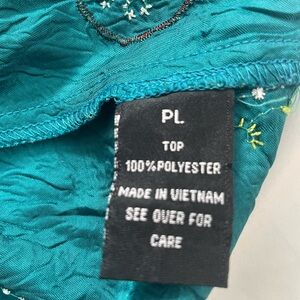 PL
TOP
100%POLYESTER
MADE IN VIETNAM
SEE OVER FOR
CARE